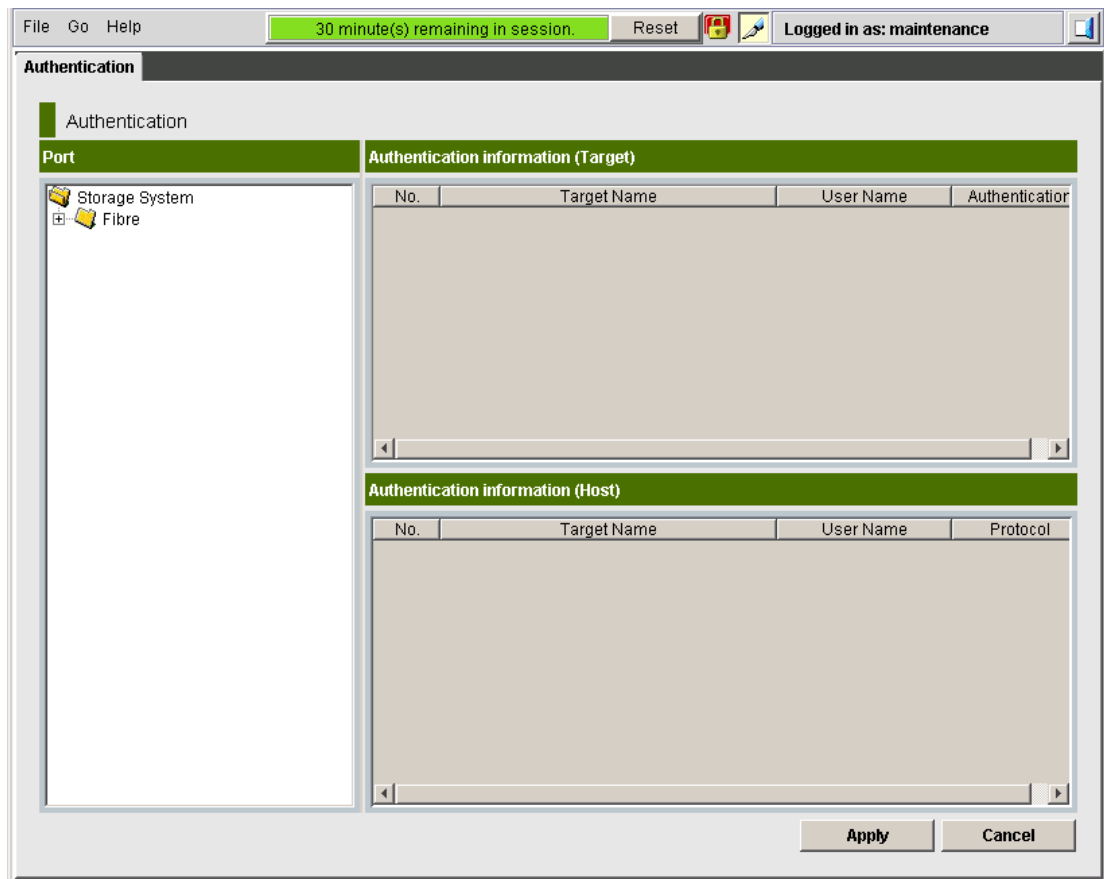 File Go Help 30 minute(s) remaining in session. Reset Logged in as: maintenance
Authentication
Authentication
Port
Storage System
Fibre
Authentication information (Target)
No. Target Name User Name Authentication
Authentication information (Host)
No. Target Name User Name Protocol
Apply Cancel